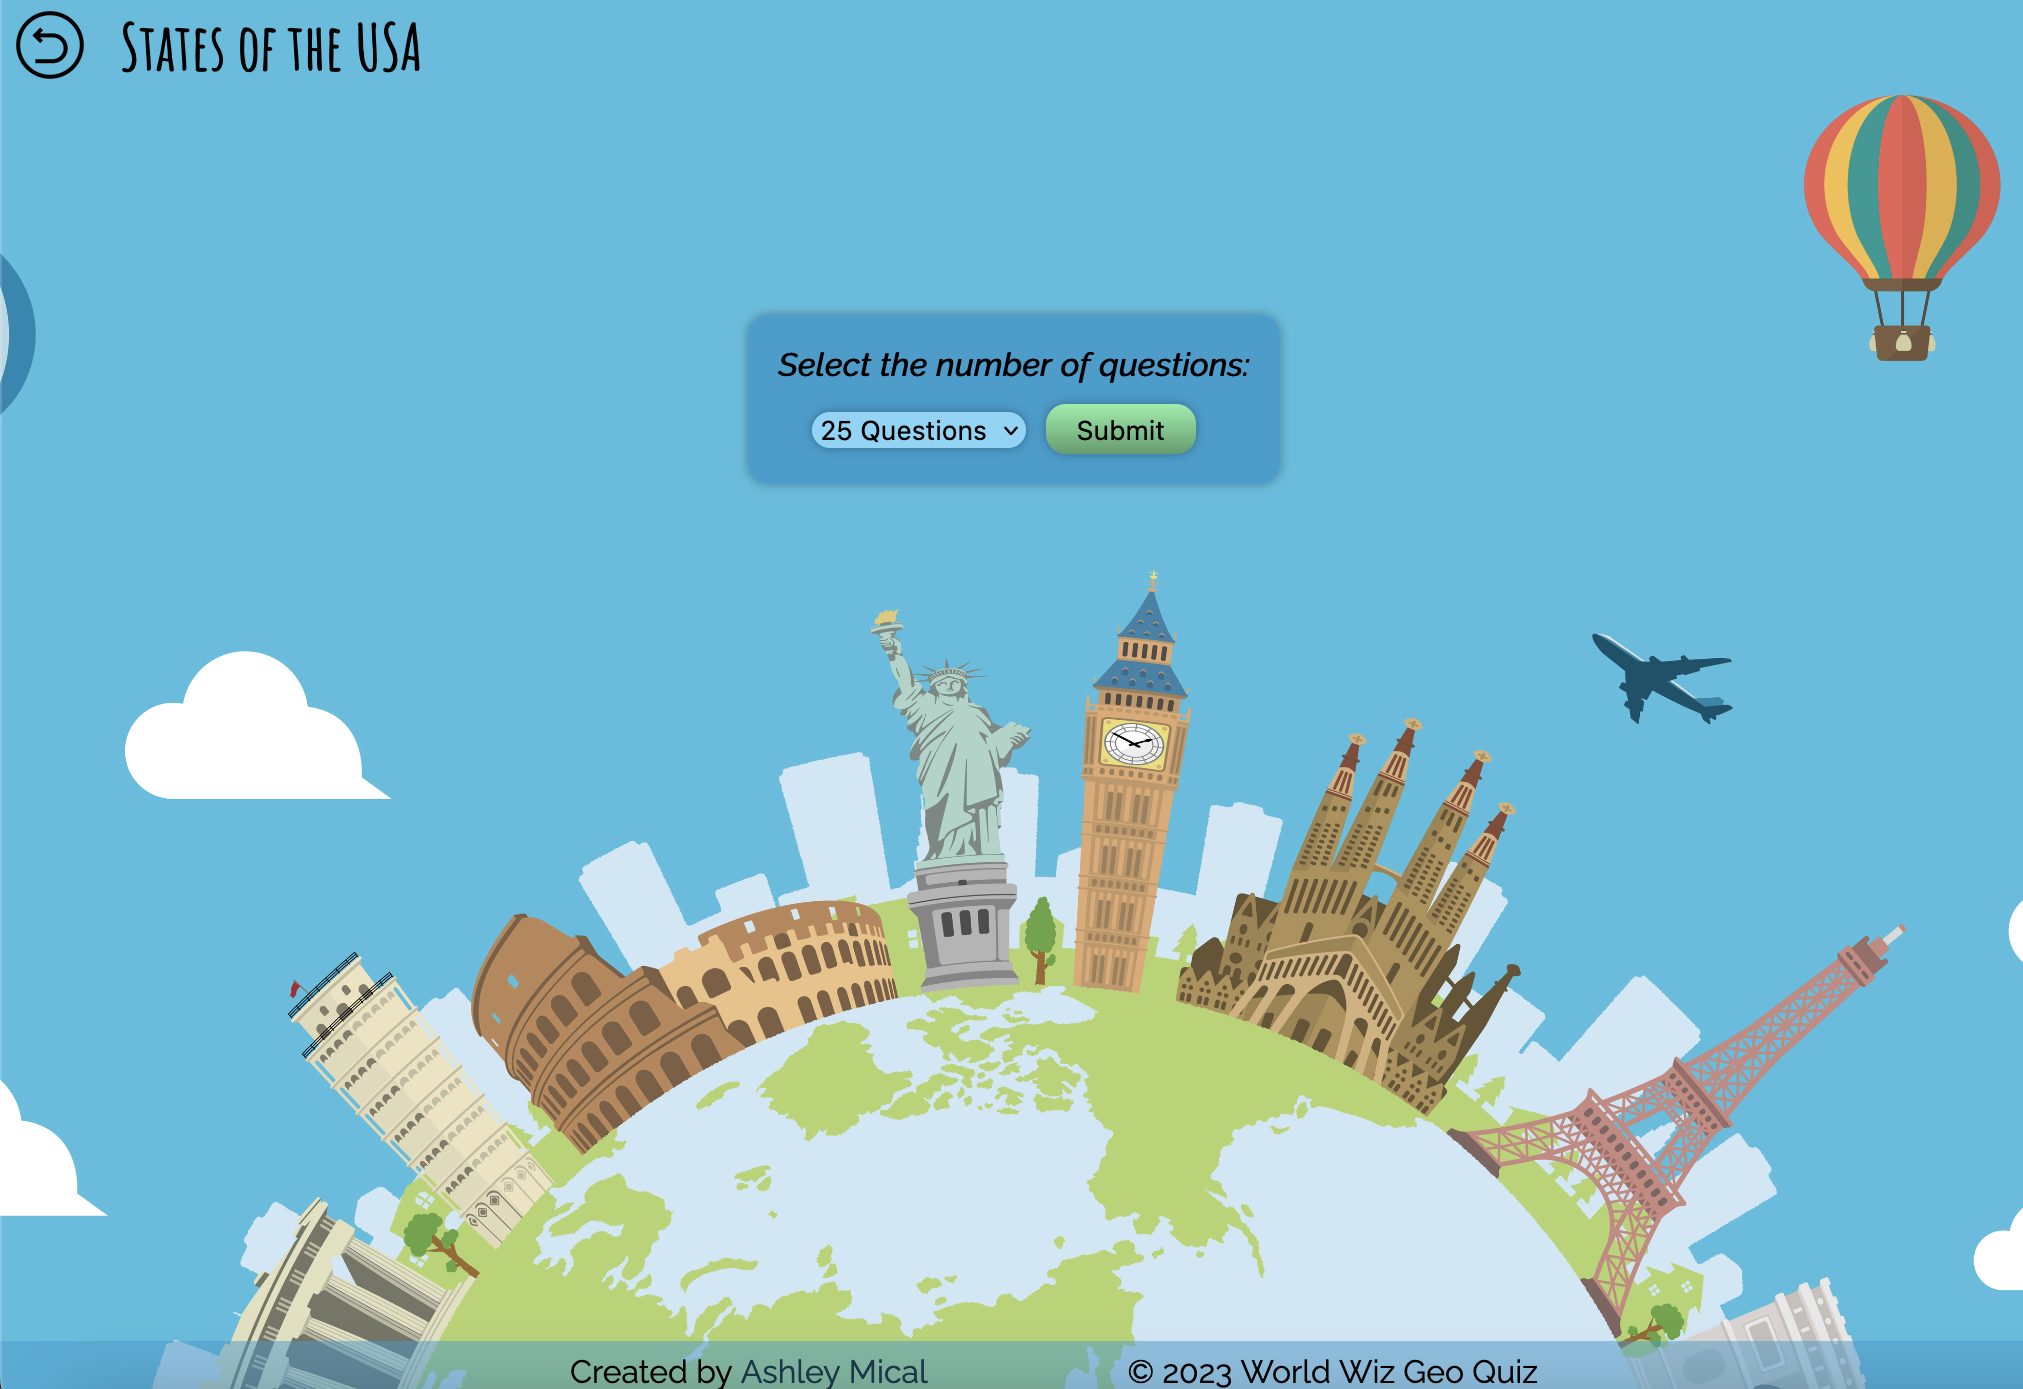 States of the USA
Select the number of questions:
25 Questions
Submit
Created by Ashley Mical
© 2023 World Wiz Geo Quiz